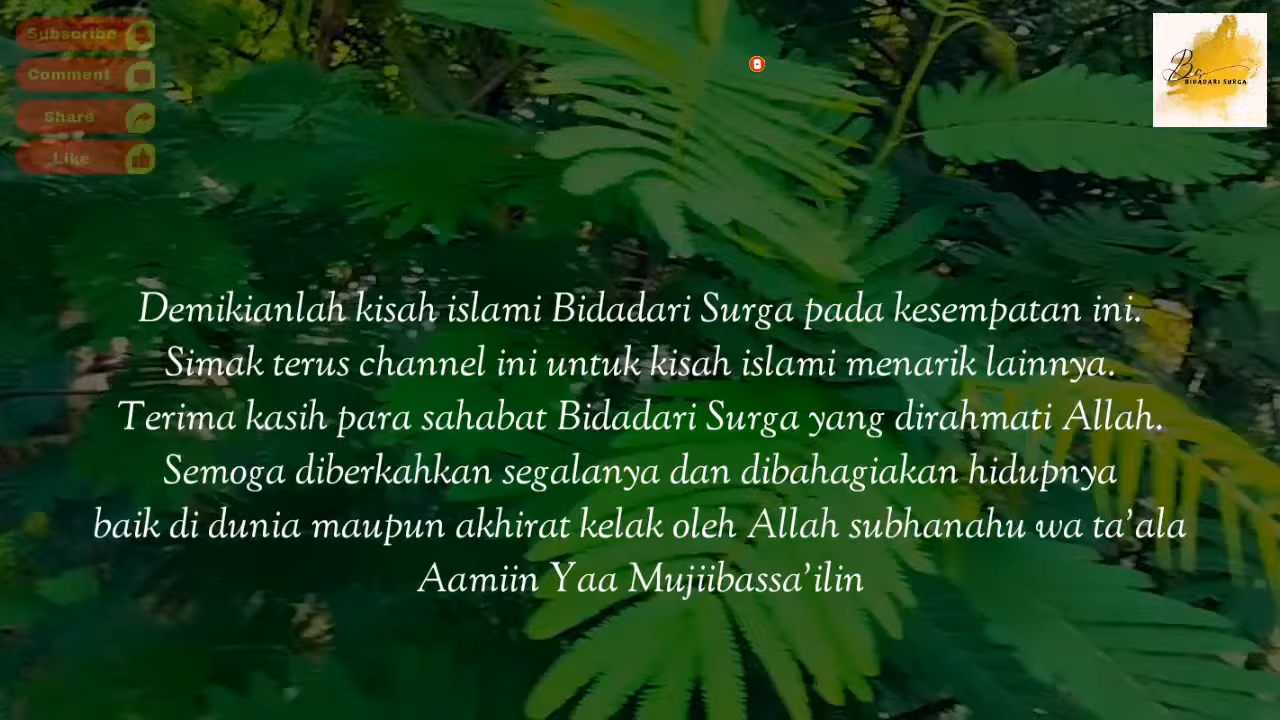 Subscribe
Comment
Share
Like
Bs
BIDADARI SURGA
Demikianlah kisah islami Bidadari Surga pada kesempatan ini.
Simak terus channel ini untuk kisah islami menarik lainnya.
Terima kasih para sahabat Bidadari Surga yang dirahmati Allah.
Semoga diberkahkan segalanya dan dibahagiakan hidupnya
baik di dunia maupun akhirat kelak oleh Allah subhanahu wa ta'ala
Aamiin Yaa Mujiibassa'ilin